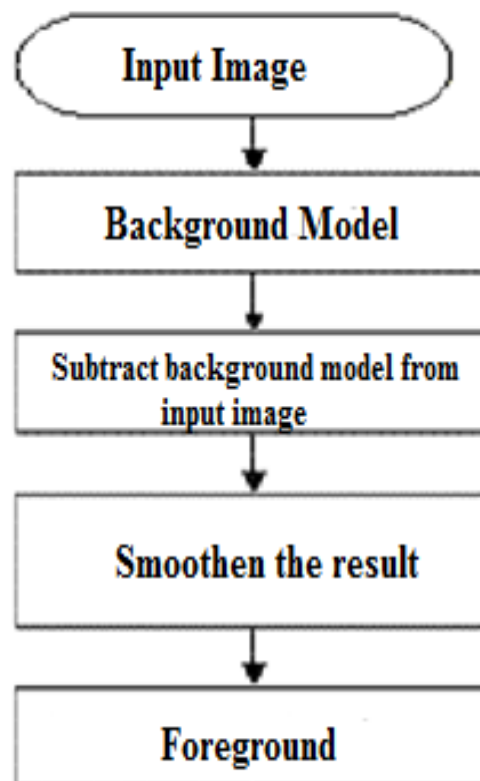 Input Image
Background Model
Subtract background model from
input image
Smoothen the result
Foreground